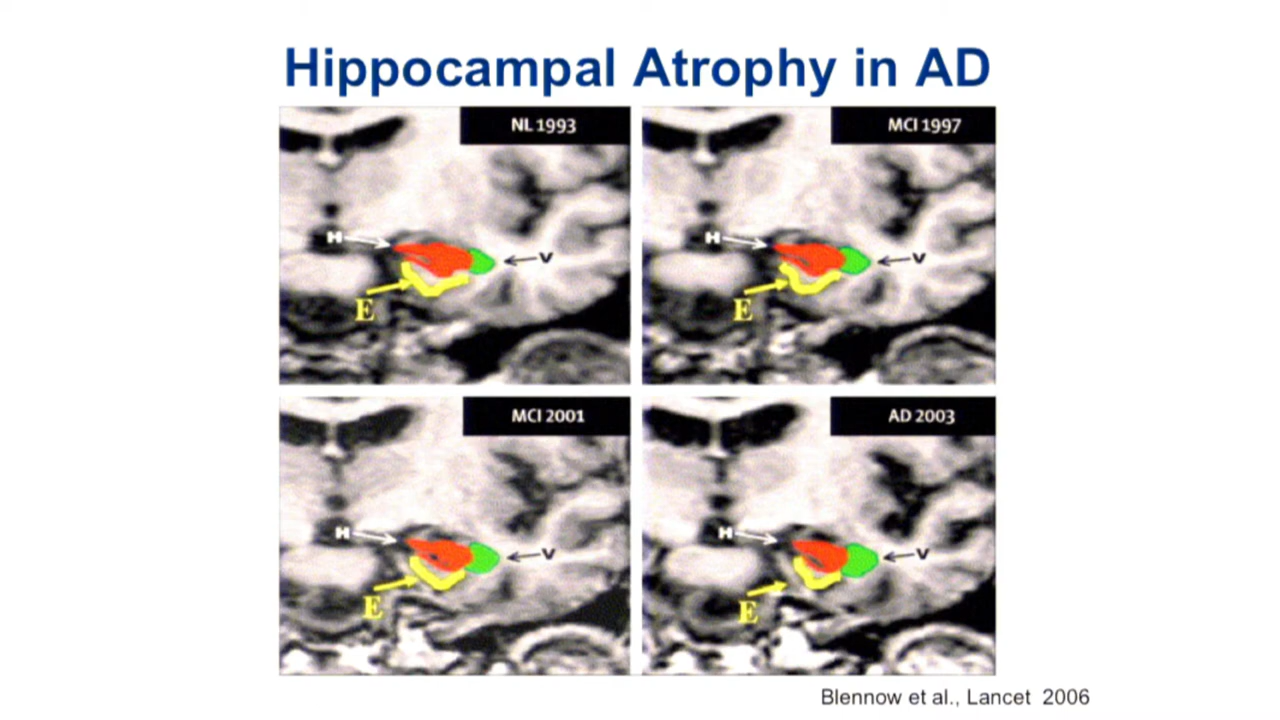 Hippocampal Atrophy in AD
NL 1993
H
V
E
MCI 1997
H
V
E
MCI 2001
H
V
E
AD 2003
H
V
E
Blennow et al., Lancet 2006